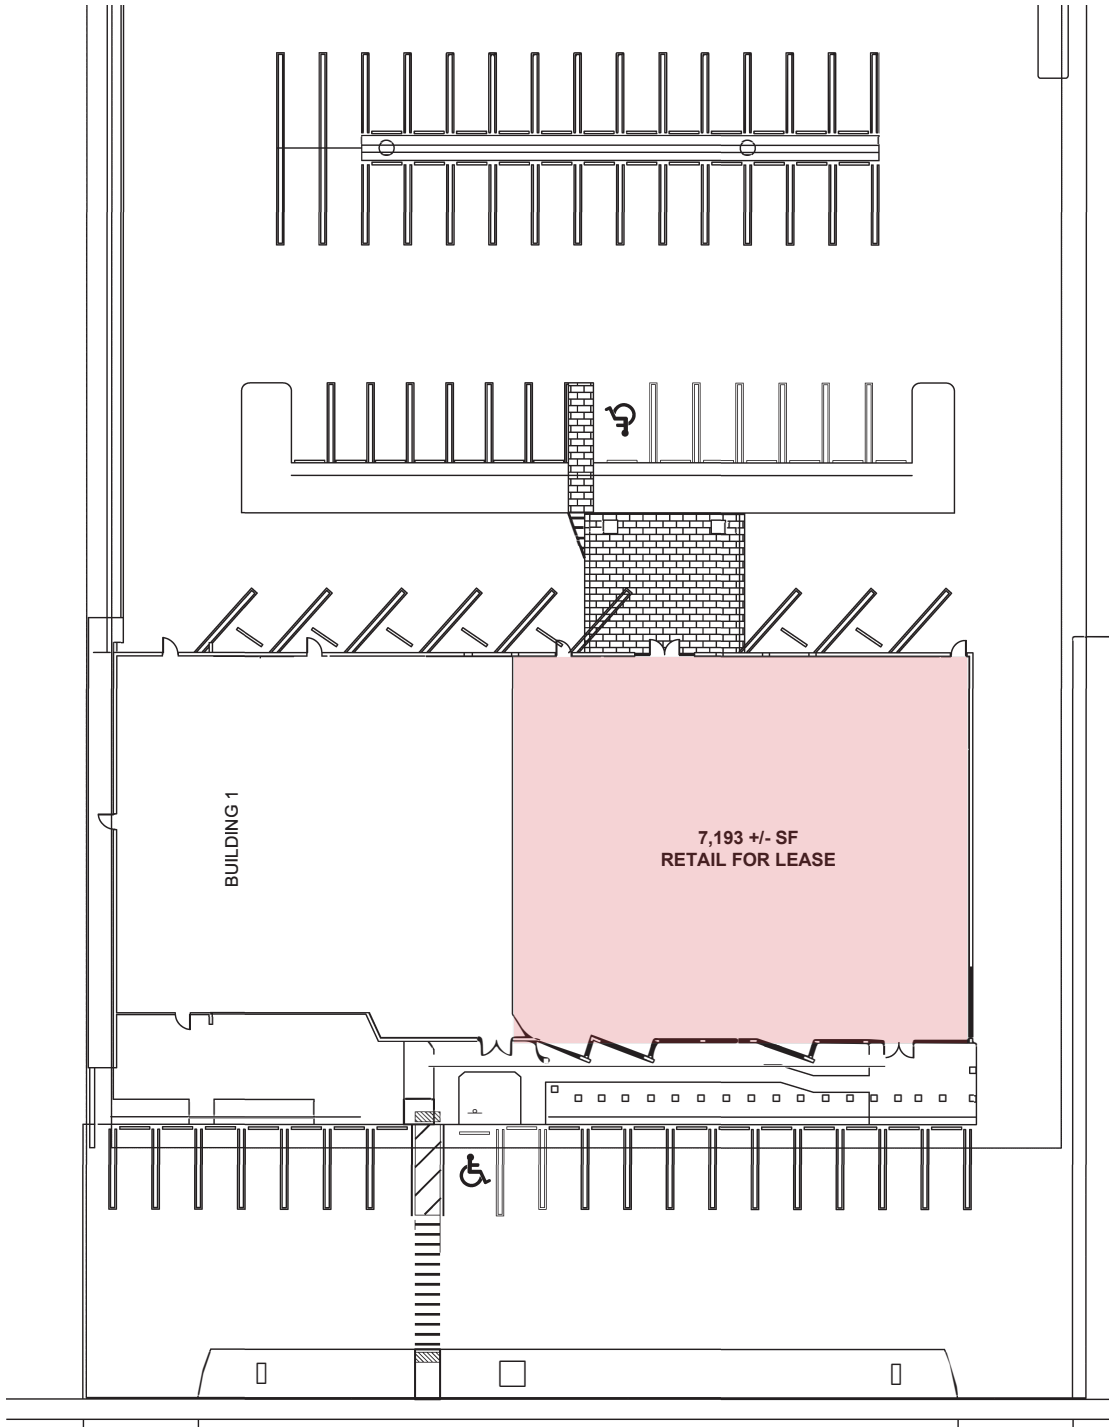 BUILDING 1
7,193 +/- SF
RETAIL FOR LEASE